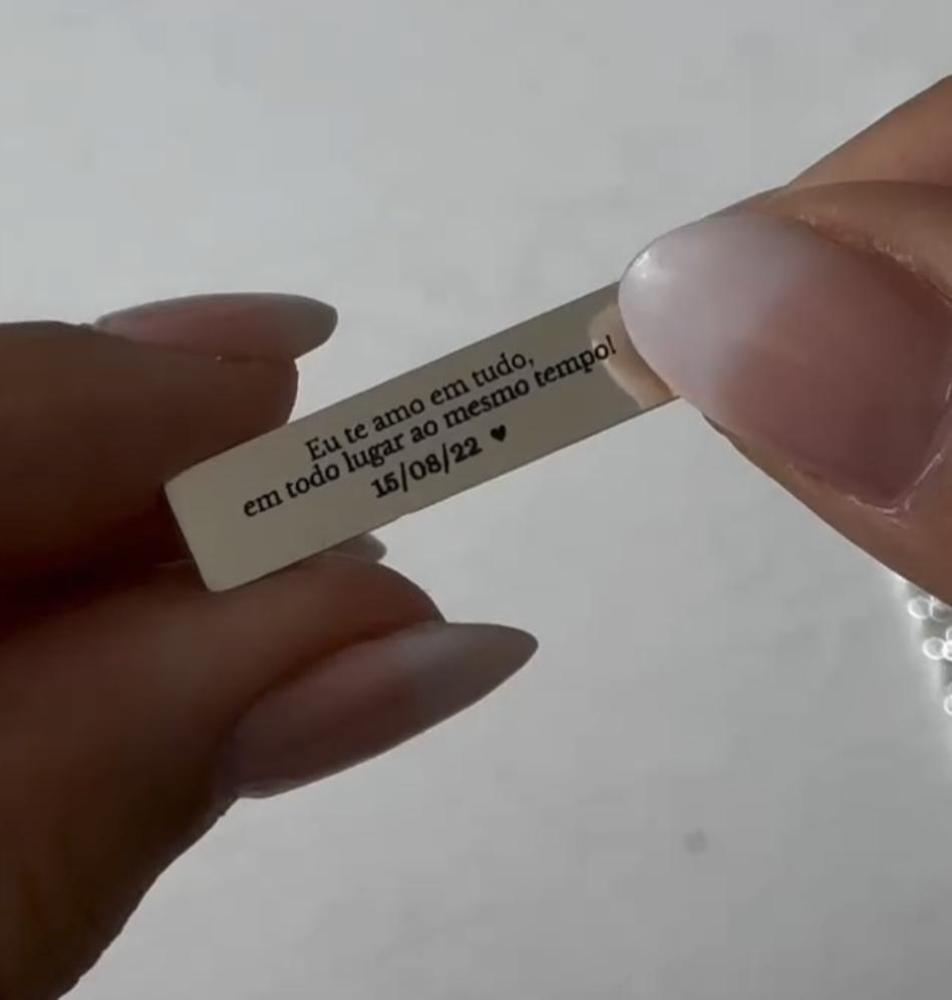 Eu te amo em tudo,
em todo lugar ao mesmo tempo!
15/08/22 ♥